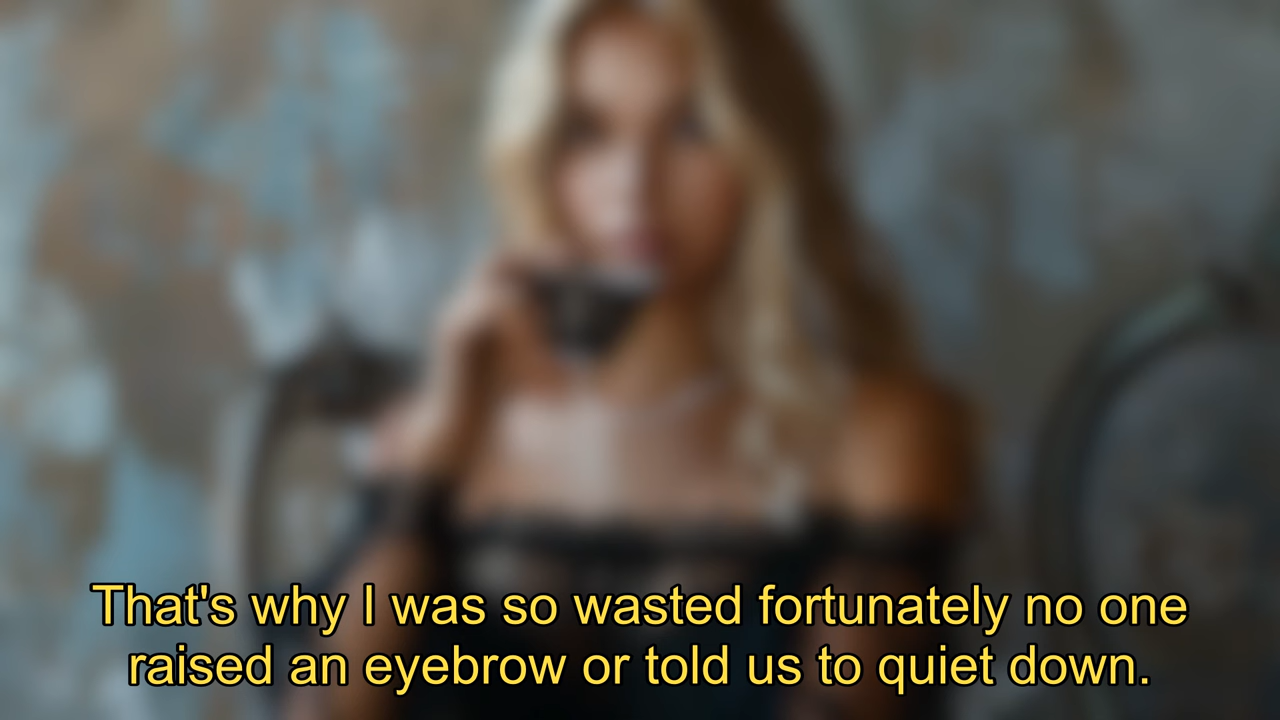 That's why I was so wasted fortunately no one
raised an eyebrow or told us to quiet down.